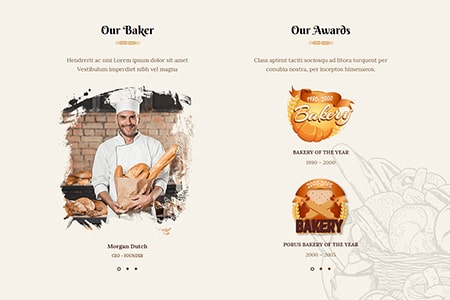 Our Baker
Hendrerit ac nisi Lorem ipsum dolor sit amet
Vestibulum imperdiet nibh vel magna
Morgan Dutch
CEO - FOUNDER
Our Awards
Class aptent taciti sociosqu ad litora torquent per
conubia nostra, per inceptos himenaeos.
1990 - 2000
Bakery
BAKERY OF THE YEAR
1990 – 2000
BAKERY
PORUS BAKERY OF THE YEAR
2000 – 2005